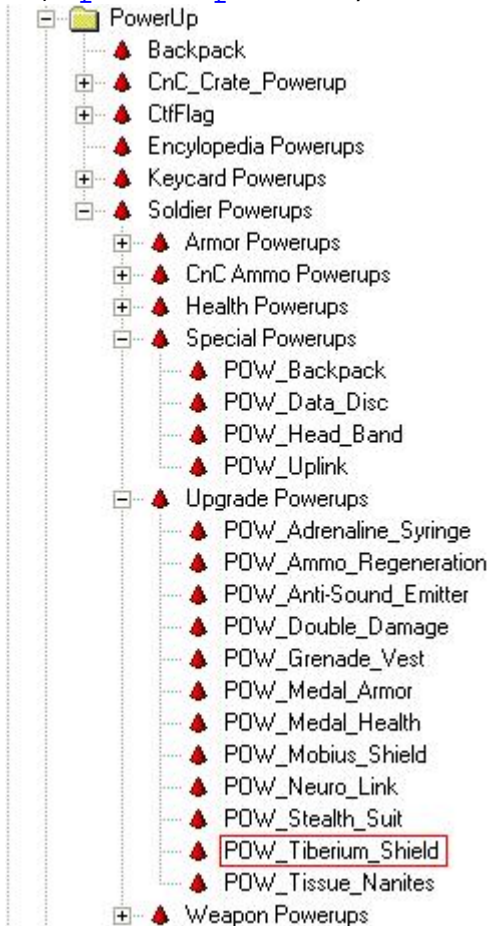 PowerUp
Backpack
CnC_Crate_Powerup
CtfFlag
Encylopedia Powerups
Keycard Powerups
Soldier Powerups
Armor Powerups
CnC Ammo Powerups
Health Powerups
Special Powerups
POW_Backpack
POW_Data_Disc
POW_Head_Band
POW_Uplink
Upgrade Powerups
POW_Adrenaline_Syringe
POW_Ammo_Regeneration
POW_Anti-Sound_Emitter
POW_Double_Damage
POW_Grenade_Vest
POW_Medal_Armor
POW_Medal_Health
POW_Mobius_Shield
POW_Neuro_Link
POW_Stealth_Suit
POW_Tiberium_Shield
POW_Tissue_Nanites
Weapon Powerups